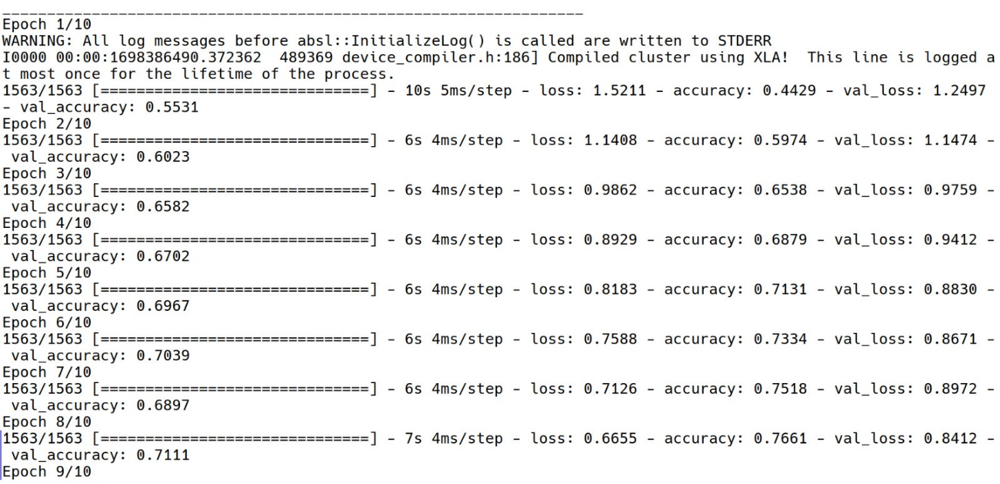 _________________________________________________________________
Epoch 1/10
WARNING: All log messages before absl::InitializeLog() is called are written to STDERR
I0000 00:00:1698386490.372362  489369 device_compiler.h:186] Compiled cluster using XLA!  This line is logged a
t most once for the lifetime of the process.
1563/1563 [==============================] - 10s 5ms/step - loss: 1.5211 - accuracy: 0.4429 - val_loss: 1.2497
- val_accuracy: 0.5531
Epoch 2/10
1563/1563 [==============================] - 6s 4ms/step - loss: 1.1408 - accuracy: 0.5974 - val_loss: 1.1474 -
 val_accuracy: 0.6023
Epoch 3/10
1563/1563 [==============================] - 6s 4ms/step - loss: 0.9862 - accuracy: 0.6538 - val_loss: 0.9759 -
 val_accuracy: 0.6582
Epoch 4/10
1563/1563 [==============================] - 6s 4ms/step - loss: 0.8929 - accuracy: 0.6879 - val_loss: 0.9412 -
 val_accuracy: 0.6702
Epoch 5/10
1563/1563 [==============================] - 6s 4ms/step - loss: 0.8183 - accuracy: 0.7131 - val_loss: 0.8830 -
 val_accuracy: 0.6967
Epoch 6/10
1563/1563 [==============================] - 6s 4ms/step - loss: 0.7588 - accuracy: 0.7334 - val_loss: 0.8671 -
 val_accuracy: 0.7039
Epoch 7/10
1563/1563 [==============================] - 6s 4ms/step - loss: 0.7126 - accuracy: 0.7518 - val_loss: 0.8972 -
 val_accuracy: 0.6897
Epoch 8/10
1563/1563 [==============================] - 7s 4ms/step - loss: 0.6655 - accuracy: 0.7661 - val_loss: 0.8412 -
 val_accuracy: 0.7111
Epoch 9/10